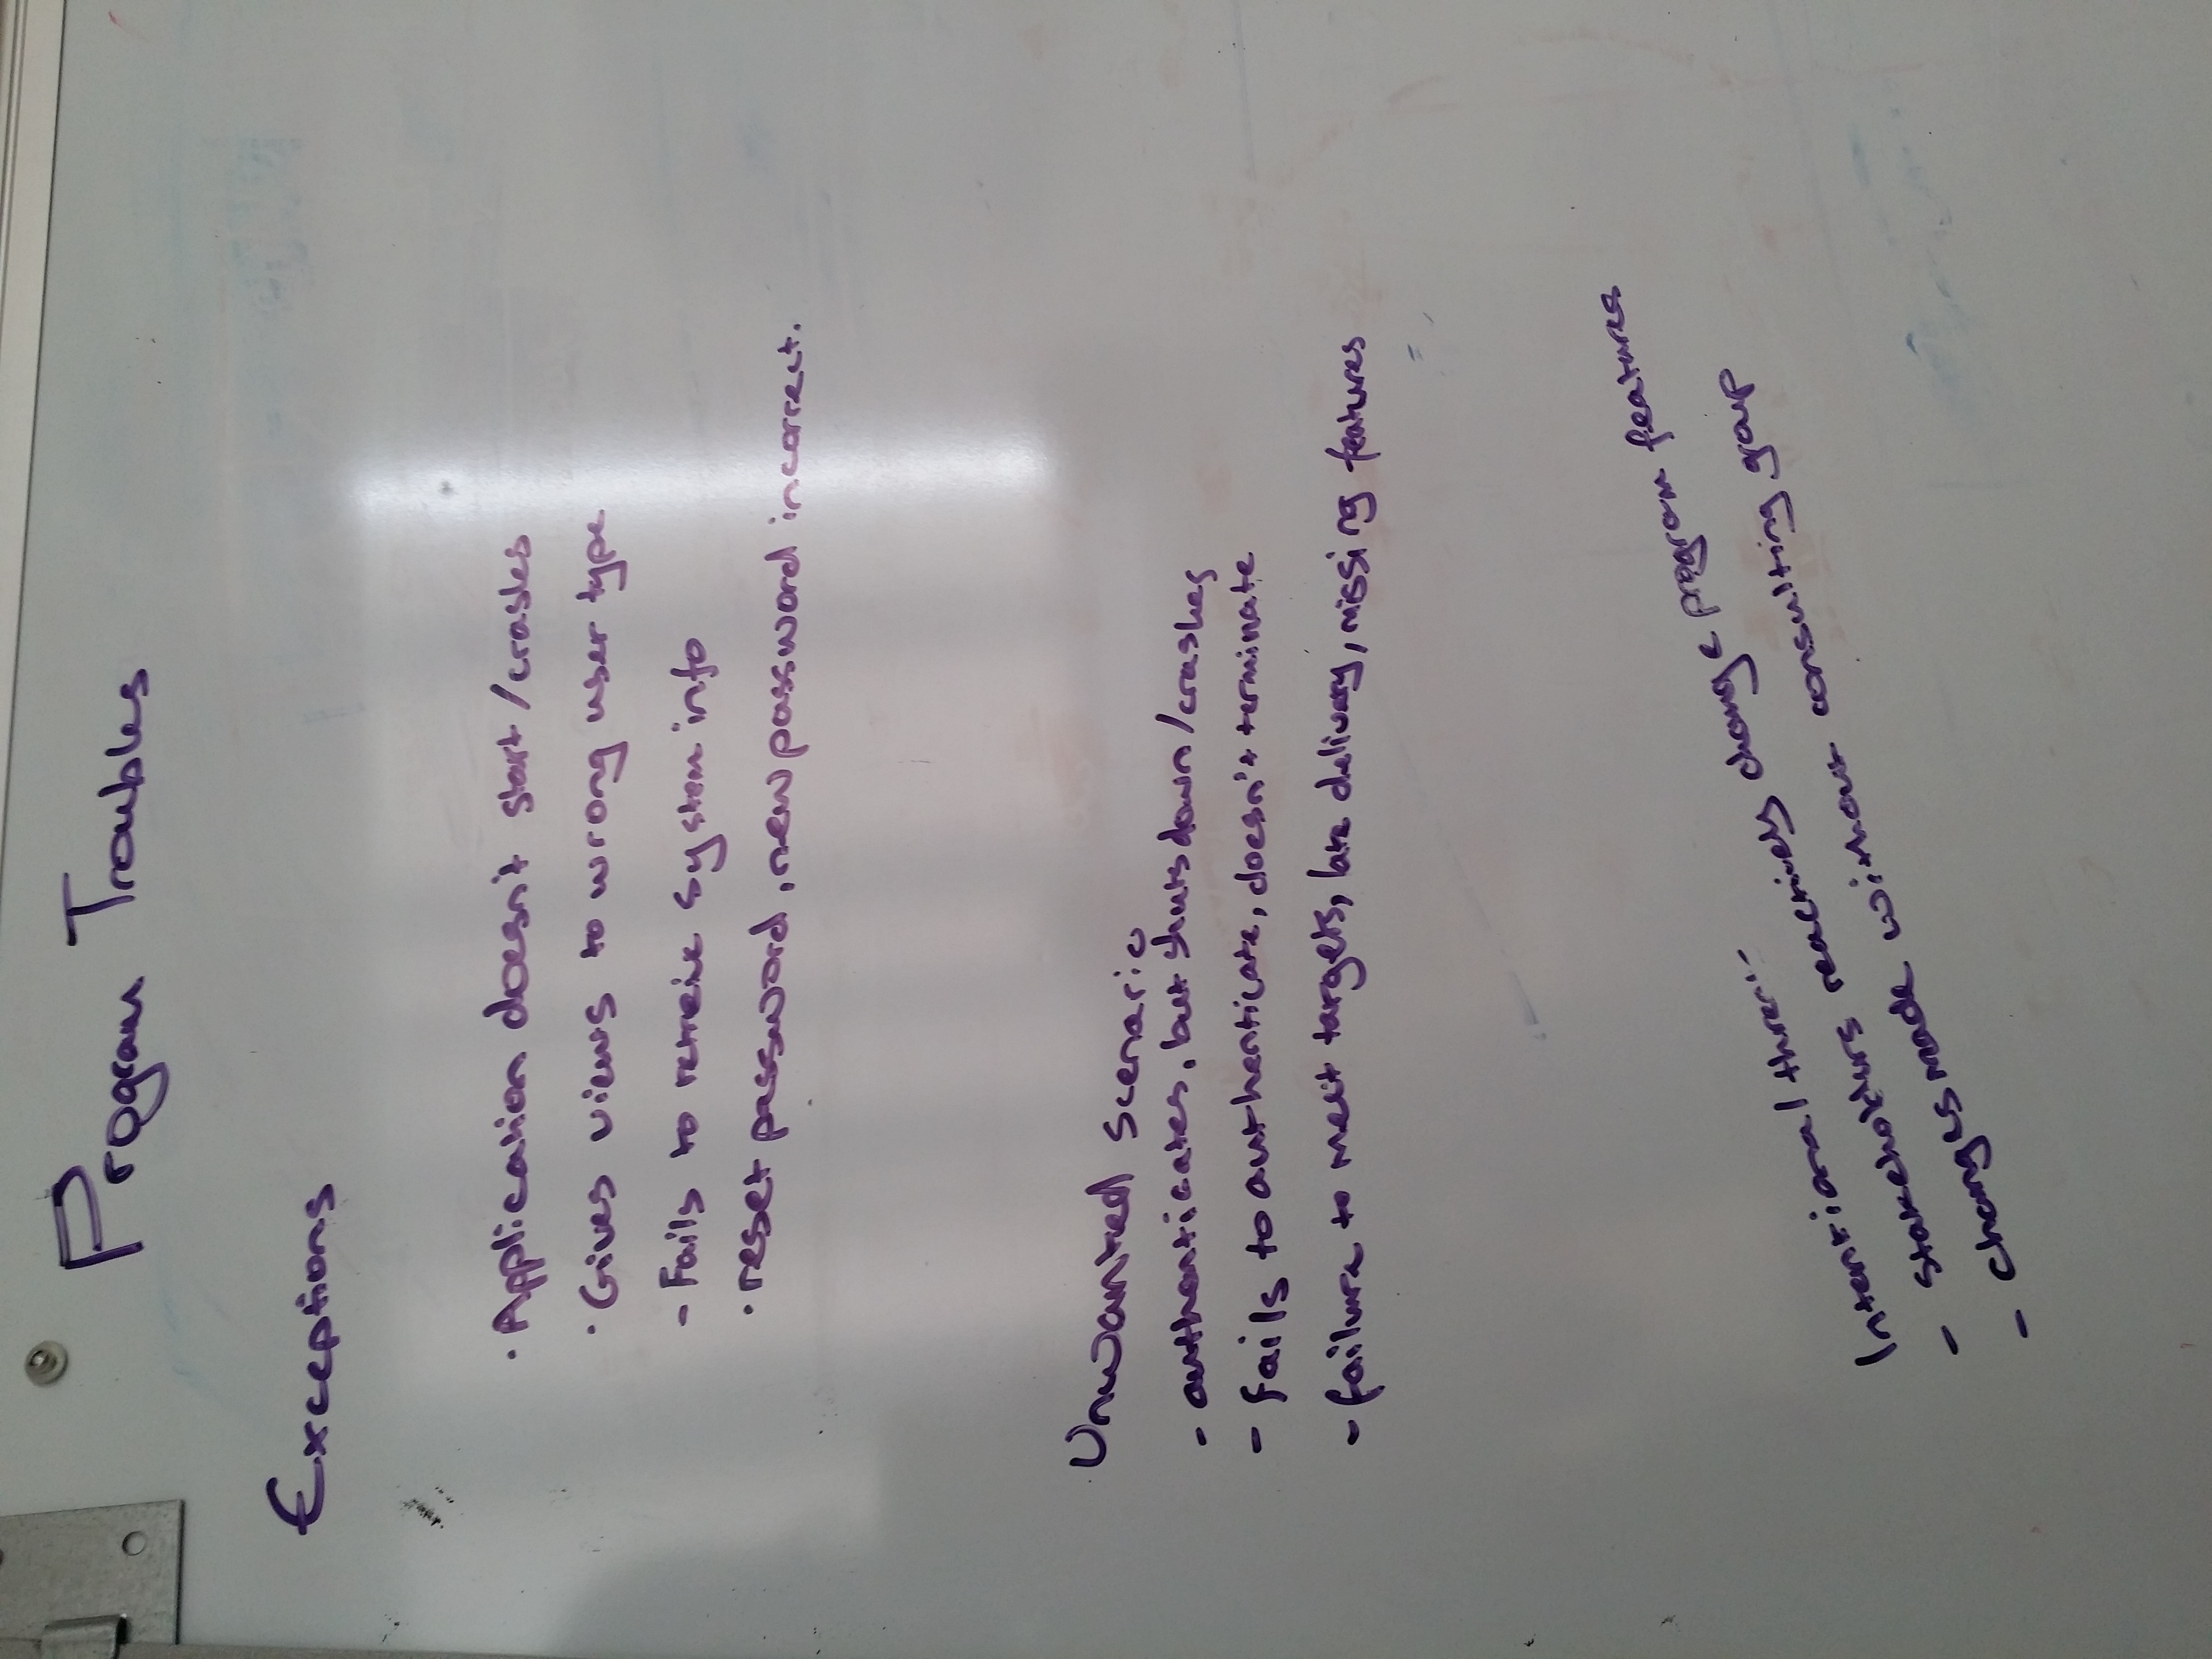 Program Troubles
Exceptions
· Application doesn't start/crashes
· Gives views to wrong user type
- Fails to retreive system info
· reset password, new password incorrect.
Unwanted scenario
- authenticates, but shuts down/crashes
- fails to authenticate, doesn't terminate
- failure to meet targets, late delivery, missing features
Intentional
- Stakeholders reactively change program features
- changes made without consulting group